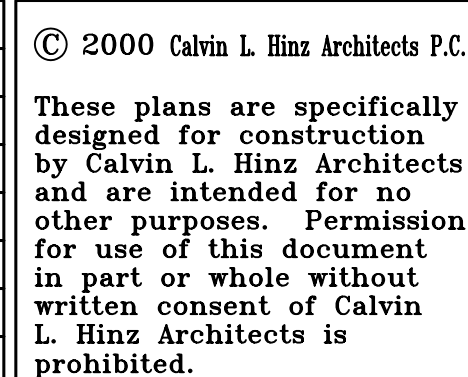 © 2000 Calvin L. Hinz Architects P.C.
These plans are specifically
designed for construction
by Calvin L. Hinz Architects
and are intended for no
other purposes. Permission
for use of this document
in part or whole without
written consent of Calvin
L. Hinz Architects is
prohibited.